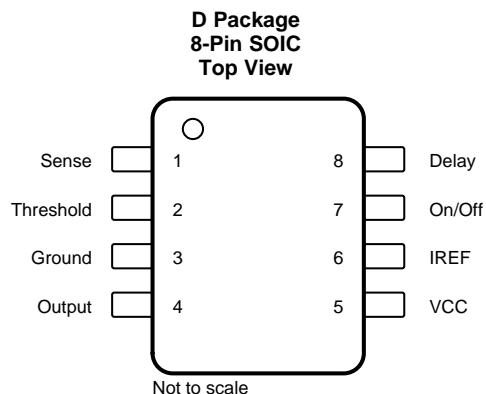 D Package
8-Pin SOIC
Top View
Sense 1 8 Delay
Threshold 2 7 On/Off
Ground 3 6 IREF
Output 4 5 VCC
Not to scale